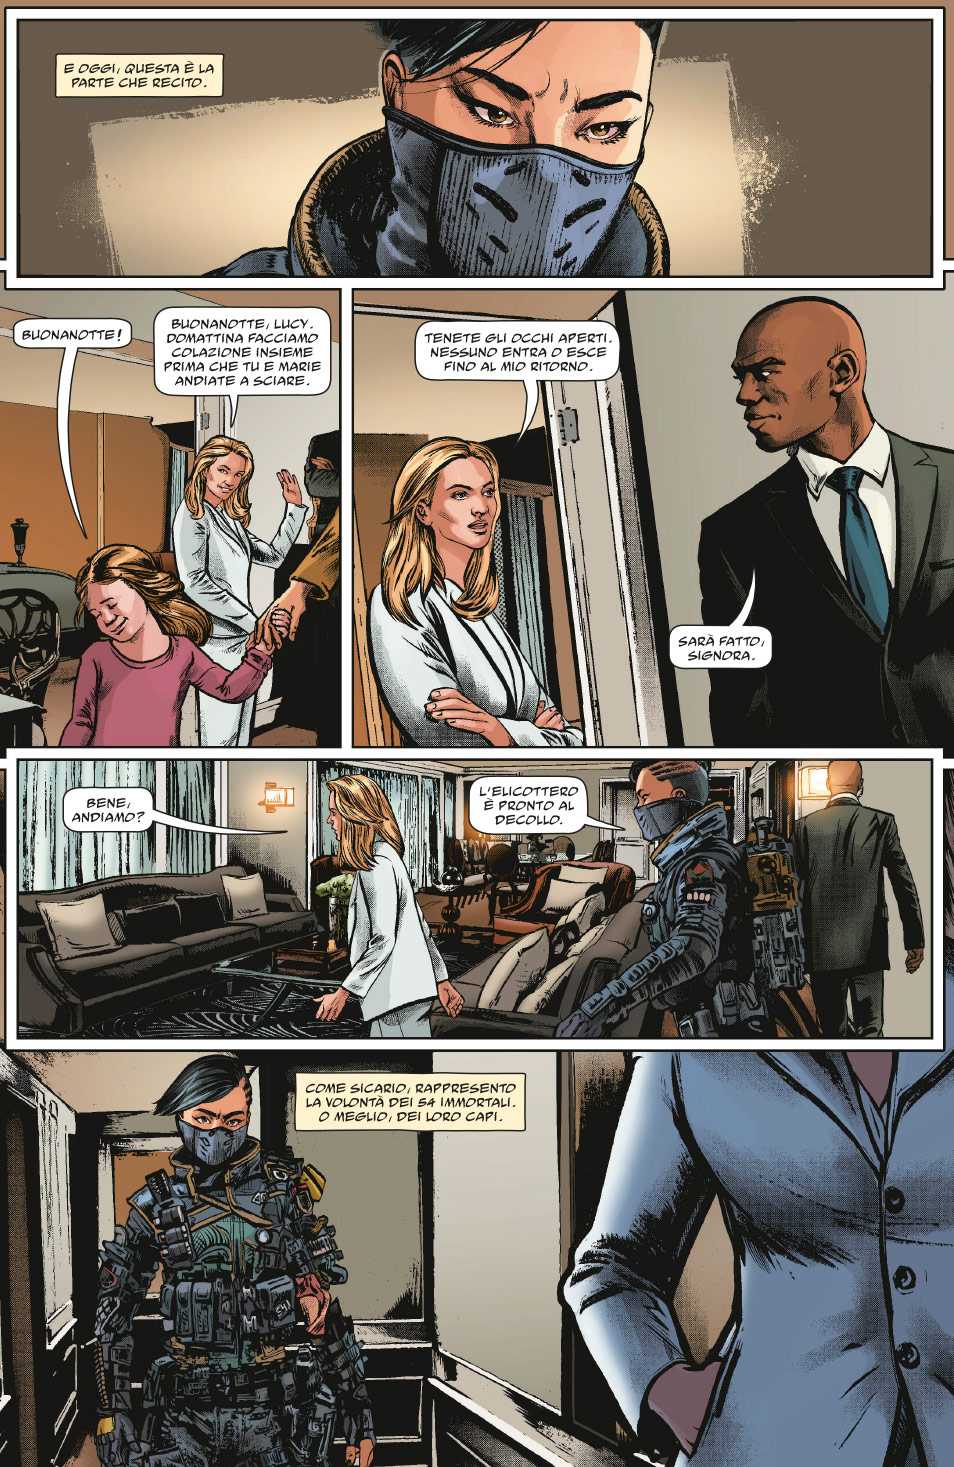 E OGGI, QUESTA È LA
PARTE CHE RECITO.
BUONANOTTE!
BUONANOTTE, LUCY.
DOMATTINA FACCIAMO
COLAZIONE INSIEME
PRIMA CHE TU E MARIE
ANDIATE A SCIARE.
TENETE GLI OCCHI APERTI.
NESSUNO ENTRA O ESCE
FINO AL MIO RITORNO.
SARÀ FATTO,
SIGNORA.
BENE,
ANDIAMO?
L'ELICOTTERO
È PRONTO AL
DECOLLO.
COME SICARIO, RAPPRESENTO
LA VOLONTÀ DEI 54 IMMORTALI.
O MEGLIO, DEI LORO CAPI.